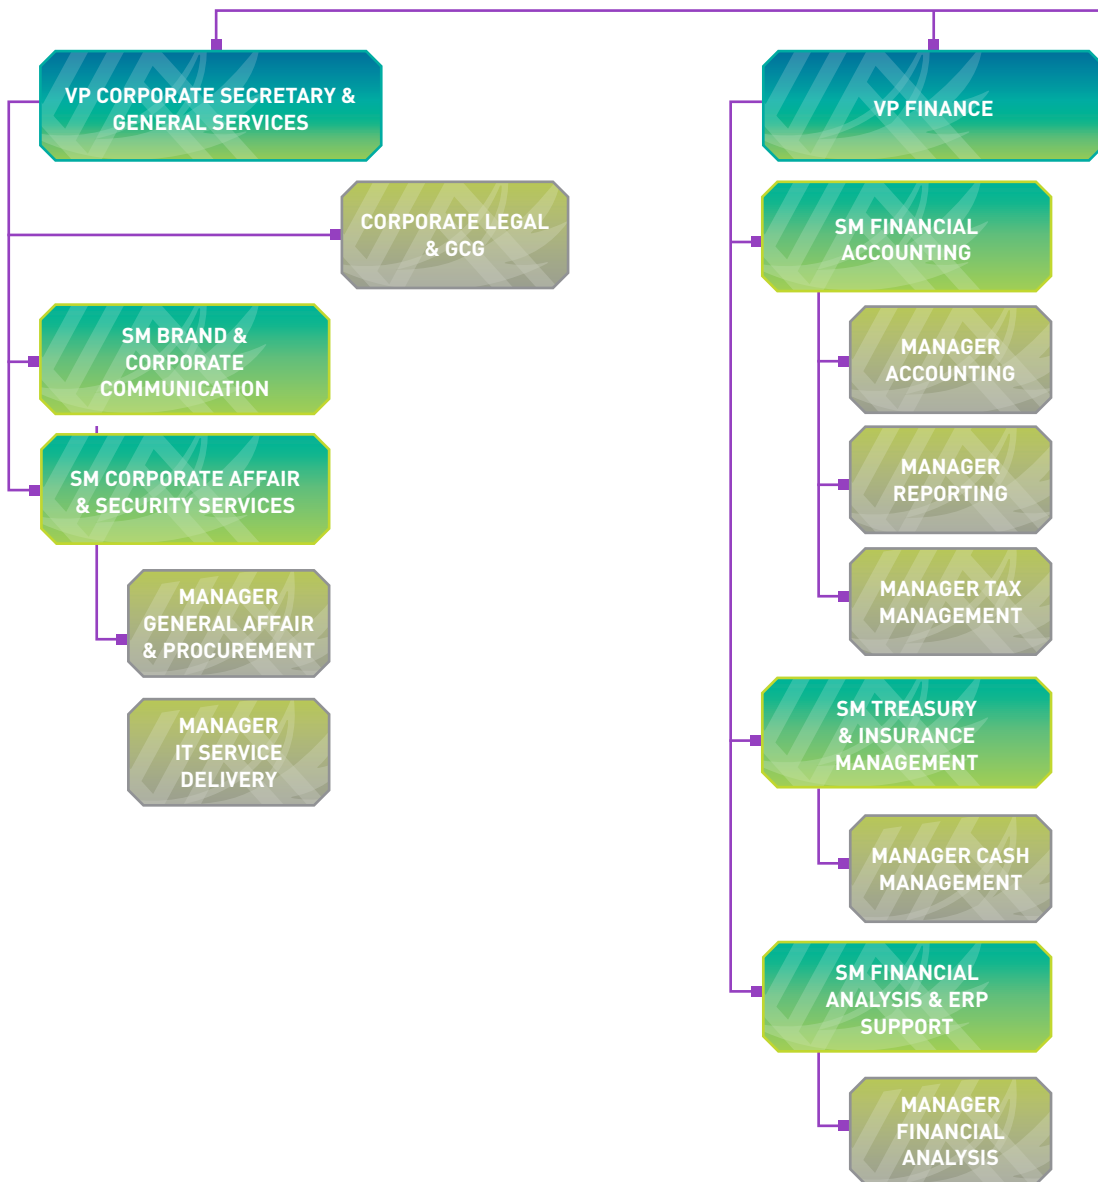 VP CORPORATE SECRETARY &
GENERAL SERVICES
CORPORATE LEGAL
& GCG
SM BRAND &
CORPORATE
COMMUNICATION
SM CORPORATE AFFAIR
& SECURITY SERVICES
MANAGER
GENERAL AFFAIR
& PROCUREMENT
MANAGER
IT SERVICE
DELIVERY
VP FINANCE
SM FINANCIAL
ACCOUNTING
MANAGER
ACCOUNTING
MANAGER
REPORTING
MANAGER TAX
MANAGEMENT
SM TREASURY
& INSURANCE
MANAGEMENT
MANAGER CASH
MANAGEMENT
SM FINANCIAL
ANALYSIS & ERP
SUPPORT
MANAGER
FINANCIAL
ANALYSIS